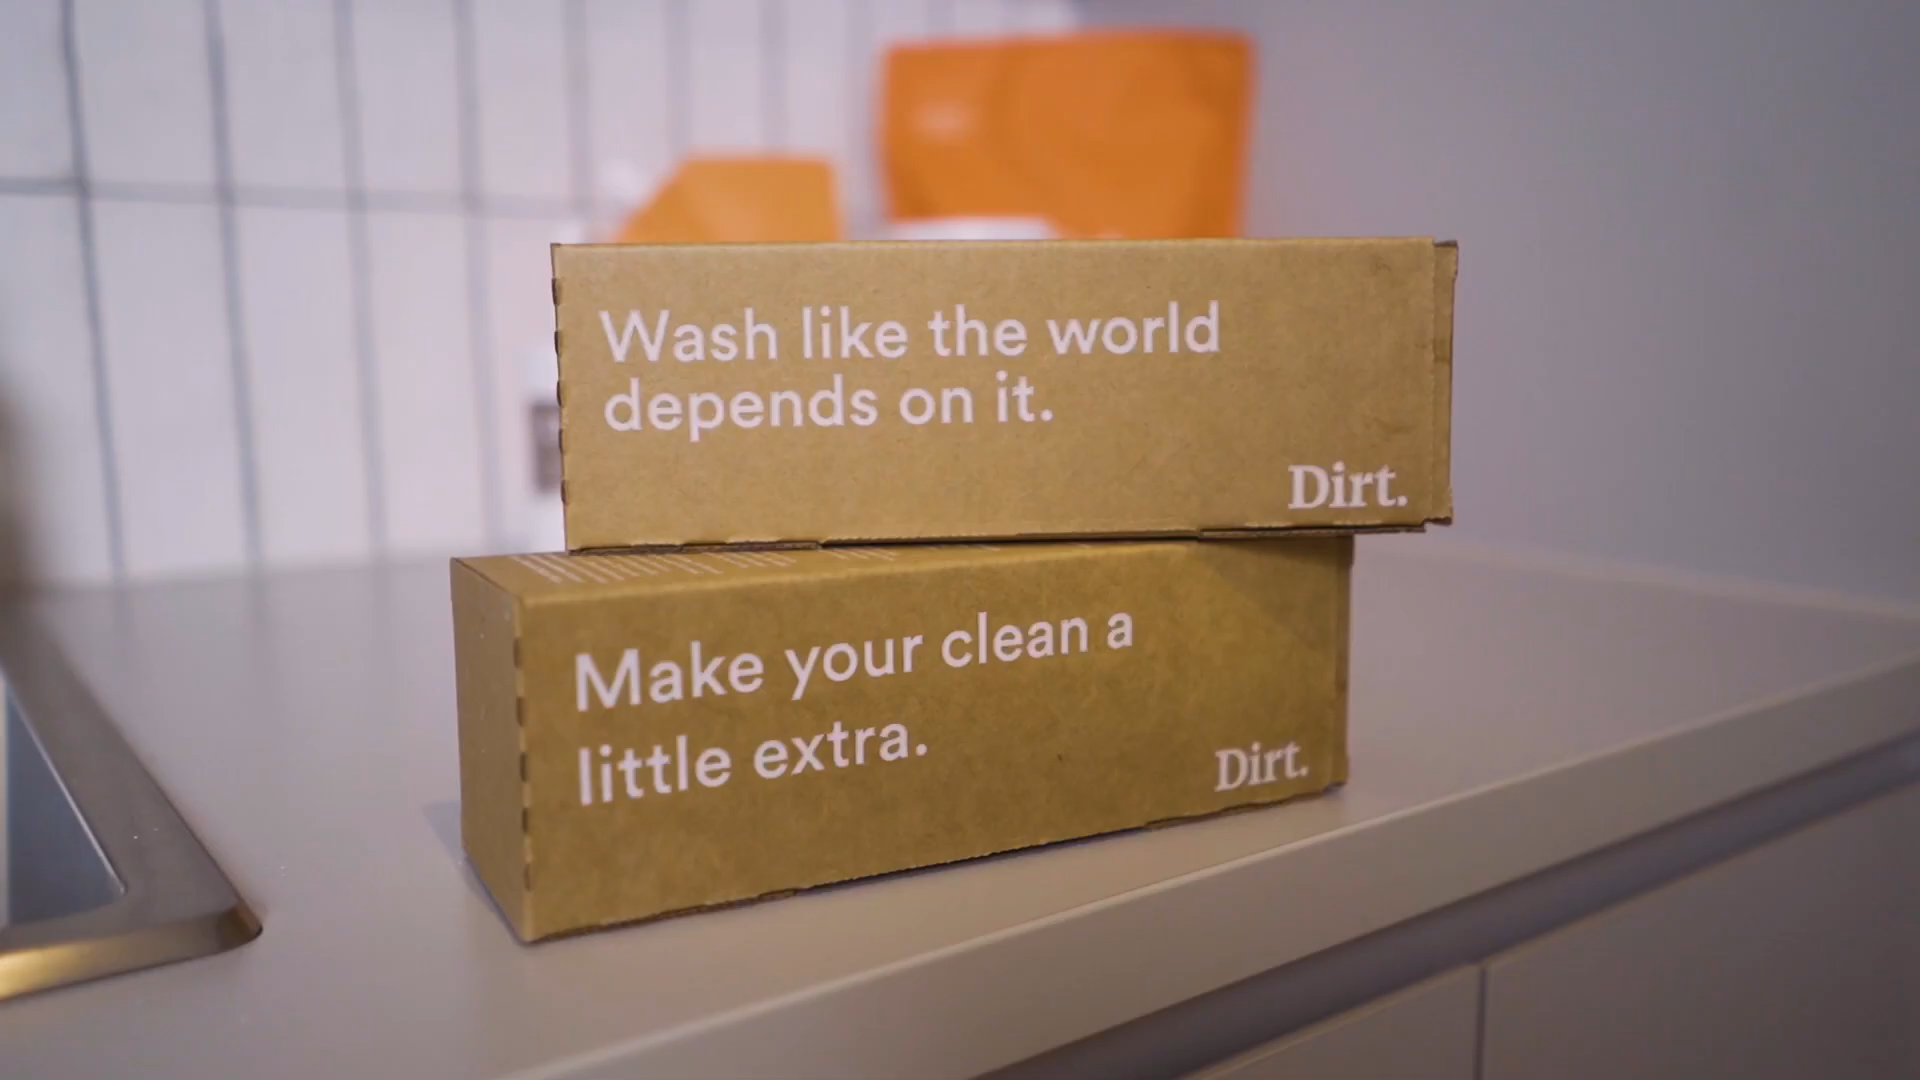 Wash like the world
depends on it.
Dirt.
Make your clean a
little extra.
Dirt.